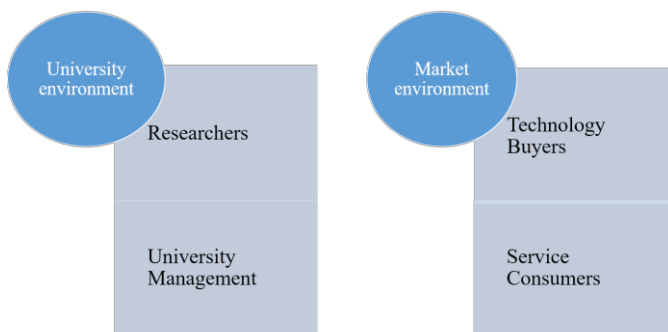 University
environment
Researchers
University
Management
Market
environment
Technology
Buyers
Service
Consumers